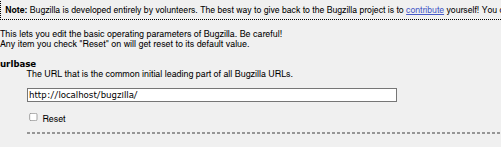 Note: Bugzilla is developed entirely by volunteers. The best way to give back to the Bugzilla project is to contribute yourself! You
This lets you edit the basic operating parameters of Bugzilla. Be careful!
Any item you check "Reset" on will get reset to its default value.
urlbase
The URL that is the common initial leading part of all Bugzilla URLs.
http://localhost/bugzilla/
Reset